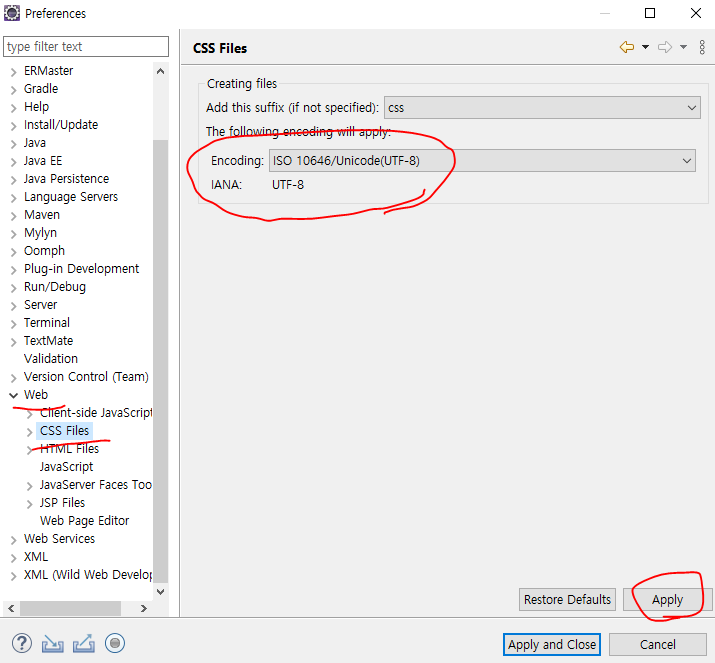 Preferences
type filter text
CSS Files
ERMaster
Gradle
Help
Install/Update
Java
Java EE
Java Persistence
Language Servers
Maven
Mylyn
Oomph
Plug-in Development
Run/Debug
Server
Terminal
TextMate
Validation
Version Control (Team)
Web
Client-side JavaScript
CSS Files
HTML Files
JavaScript
JavaServer Faces Too
JSP Files
Web Page Editor
Web Services
XML
XML (Wild Web Develop
Creating files
Add this suffix (if not specified): css
The following encoding will apply:
Encoding: ISO 10646/Unicode(UTF-8)
IANA: UTF-8
Restore Defaults Apply
Apply and Close Cancel